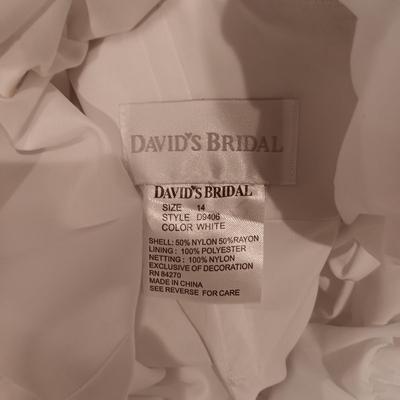 DAVID'S BRIDAL
DAVID'S BRIDAL
SIZE 14
STYLE D9406
COLOR WHITE
SHELL: 50% NYLON 50%RAYON
LINING : 100% POLYESTER
NETTING : 100% NYLON
EXCLUSIVE OF DECORATION
RN 84270
MADE IN CHINA
SEE REVERSE FOR CARE